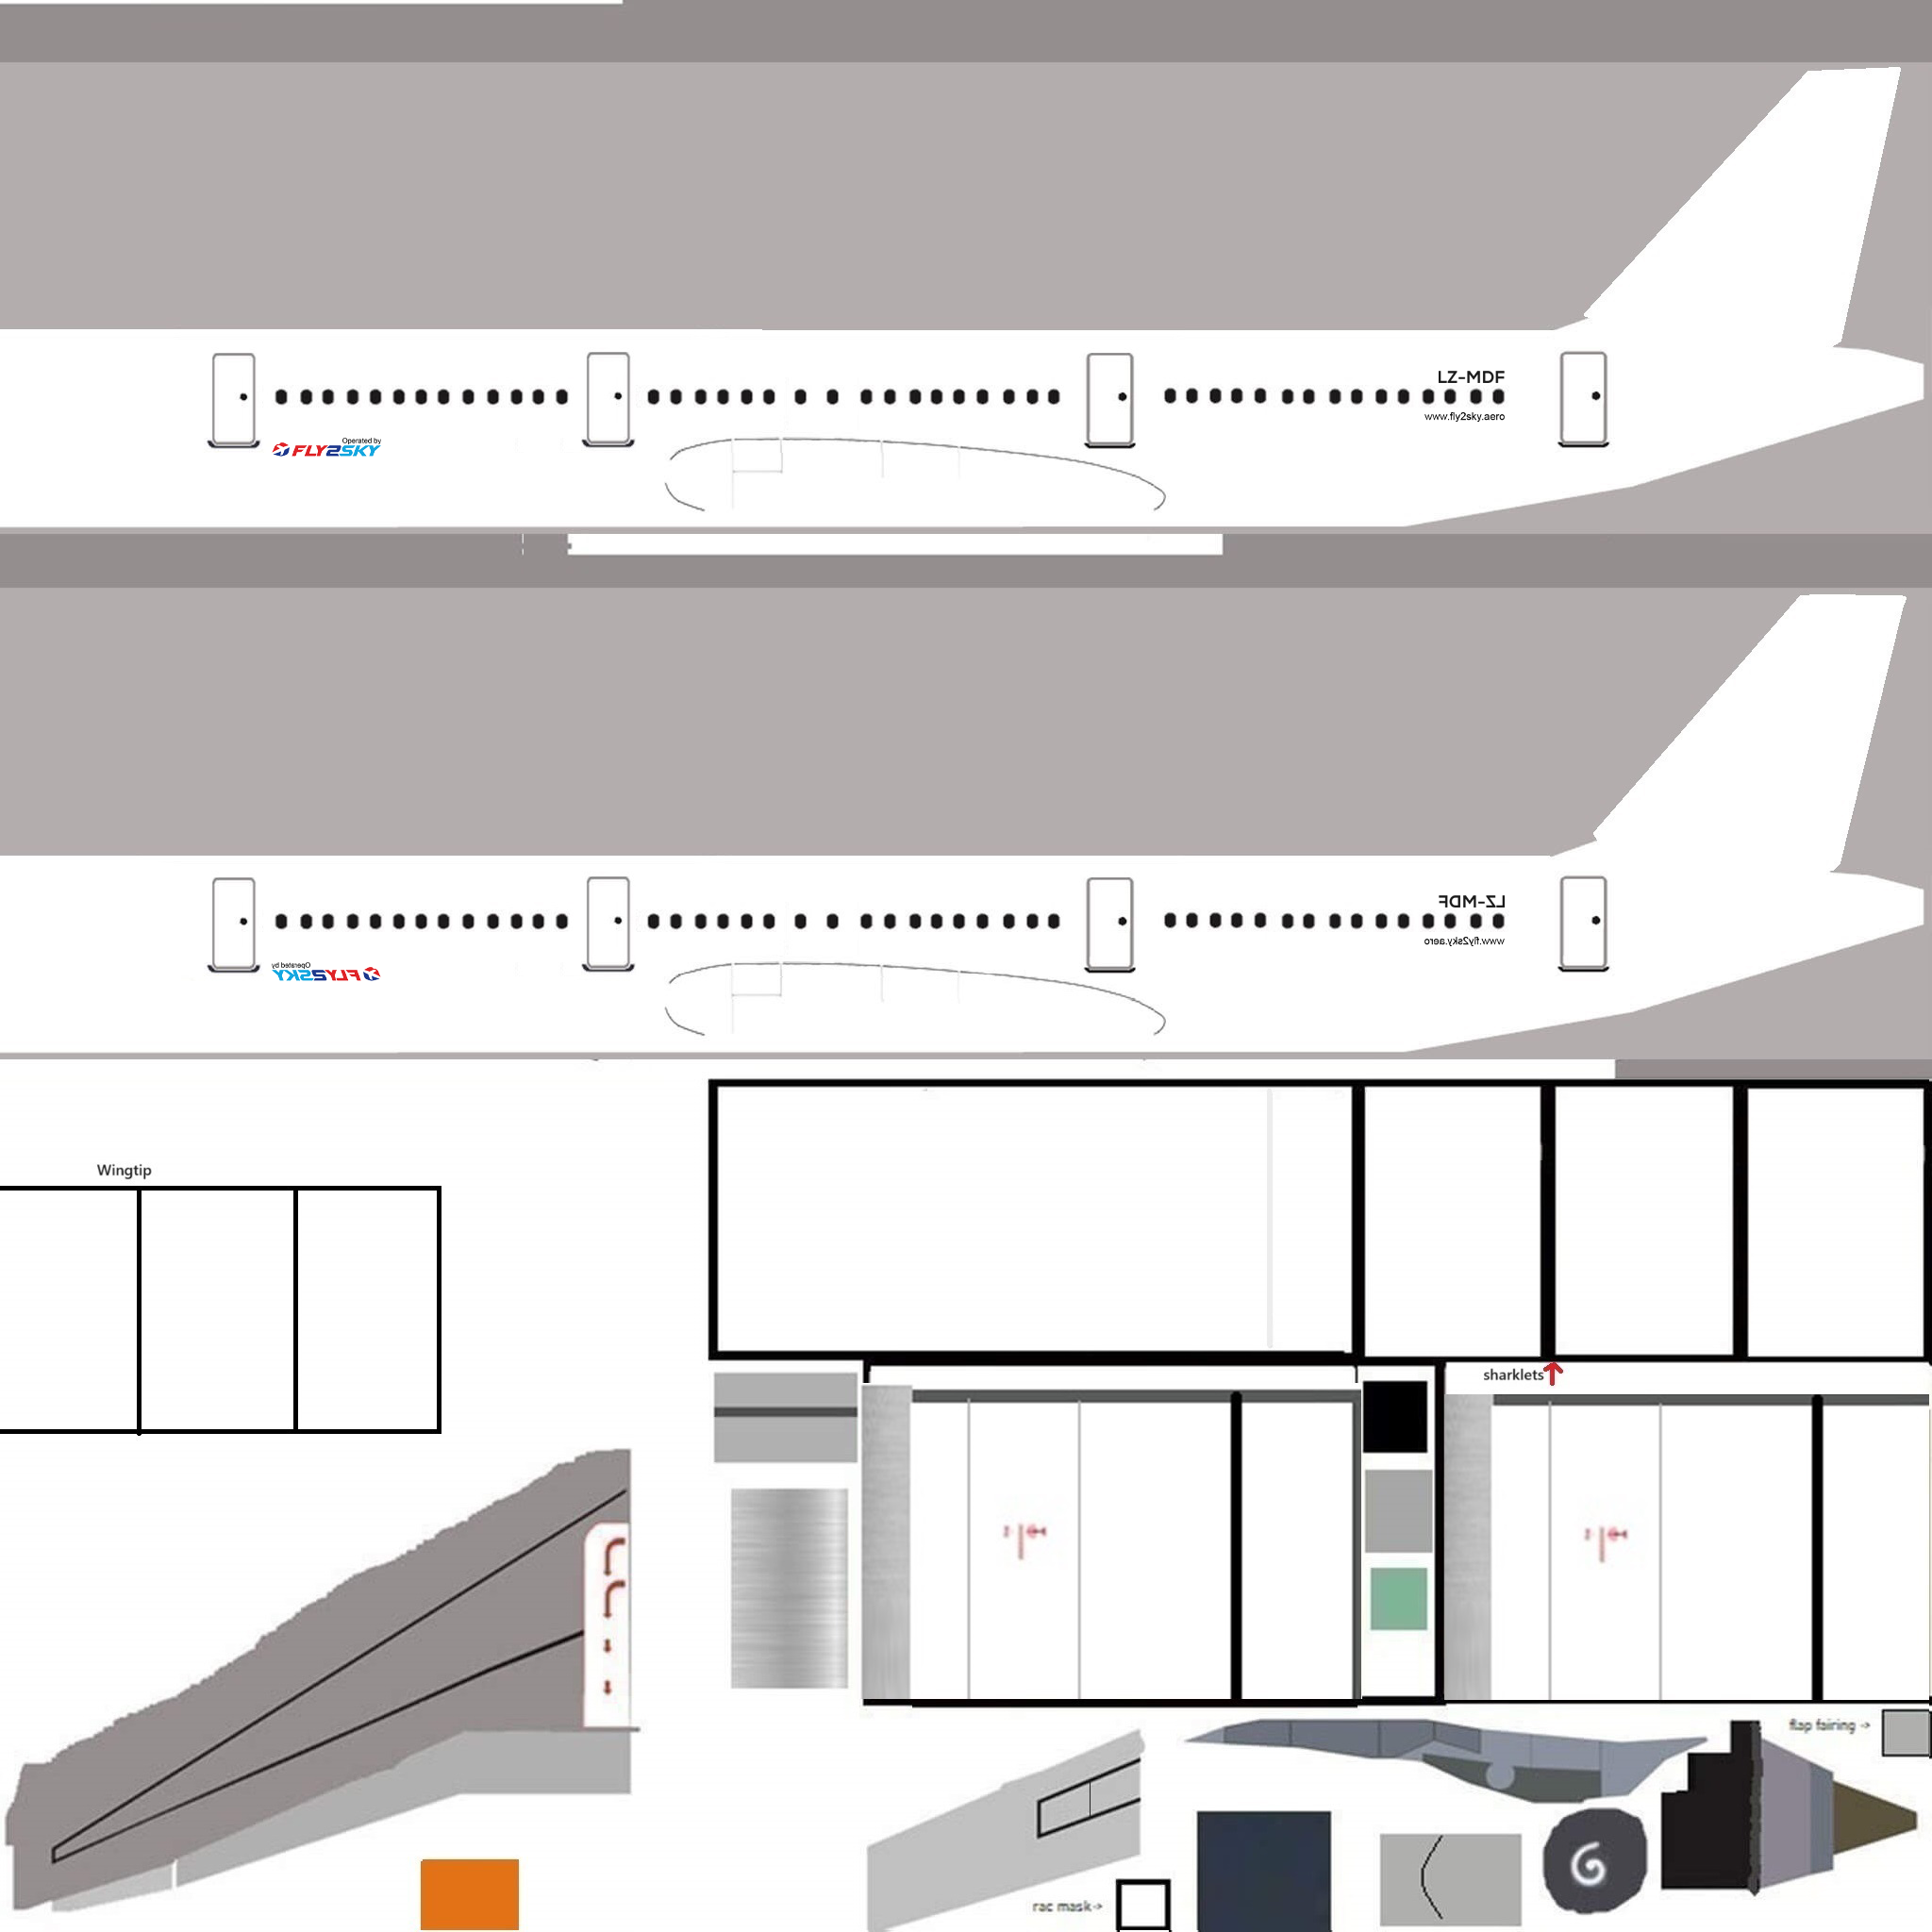 LZ-MDF
www.fly2sky.aero
Operated by
FLY2SKY
LZ-MDF
www.fly2sky.aero
Operated by
FLY2SKY
Wingtip
sharklets
flap fairing ->
rac mask->